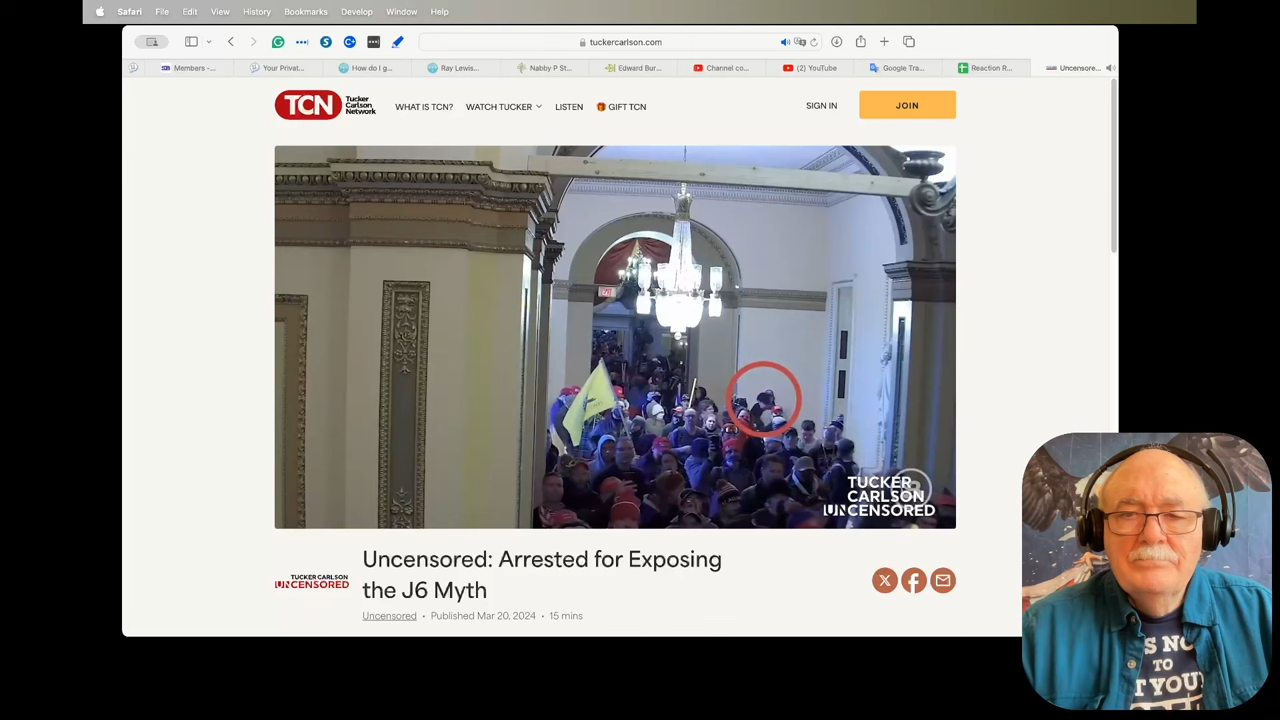 Safari File Edit View History Bookmarks Develop Window Help
tuckercarlson.com
Members –... Your Privat... How do I g... Ray Lewis... Nabby P St... Edward Bur... Channel co... (2) YouTube Google Tra... Reaction R... Uncensore...
TCN Tucker Carlson Network
WHAT IS TCN? WATCH TUCKER LISTEN GIFT TCN SIGN IN JOIN
TUCKER
CARLSON
UNCENSORED
Uncensored: Arrested for Exposing
the J6 Myth
TUCKER CARLSON
UNCENSORED
Uncensored • Published Mar 20, 2024 • 15 mins
S NO
TO
T YOU